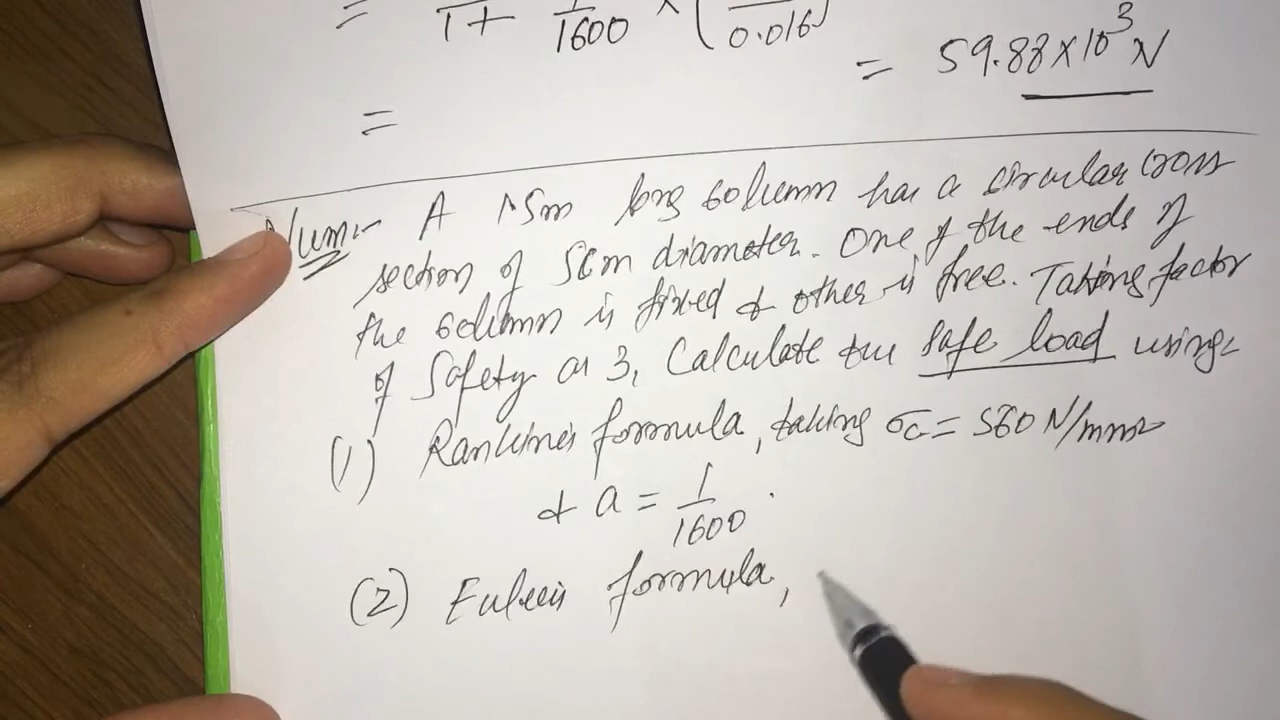 = 1 + 1/1600 × ( 0.016 )
= 59.88×10³ N
=
Num:- A 1.5m long column has a circular cross
section of 5cm diameter. One of the ends of
the column is fixed & other is free. Taking factor
of Safety as 3, Calculate the safe load using:
(1) Rankine's formula, taking σc = 560 N/mm²
& a = 1/1600.
(2) Euler's formula,